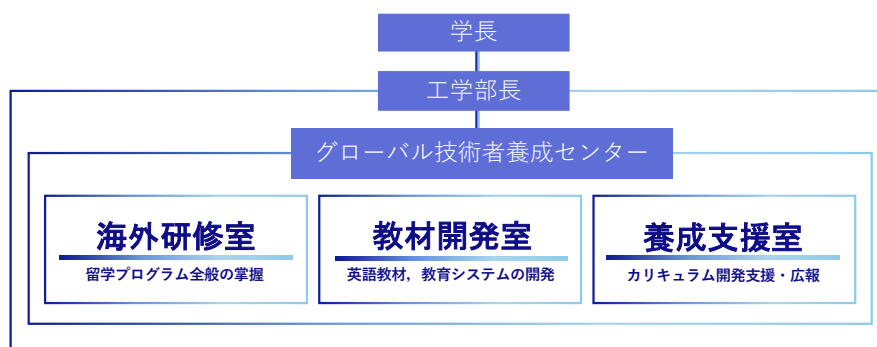 学長
工学部長
グローバル技術者養成センター
海外研修室
留学プログラム全般の掌握
教材開発室
英語教材，教育システムの開発
養成支援室
カリキュラム開発支援・広報